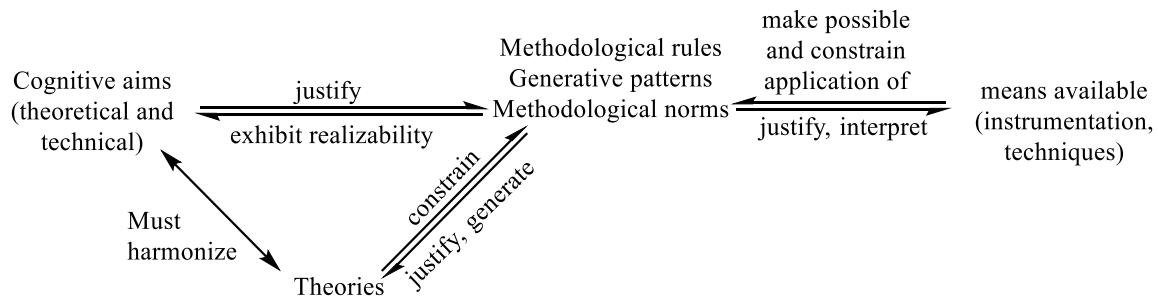 Cognitive aims
(theoretical and
technical)
justify
exhibit realizability
Methodological rules
Generative patterns
Methodological norms
make possible
and constrain
application of
justify, interpret
means available
(instrumentation,
techniques)
Must
harmonize
constrain
justify, generate
Theories